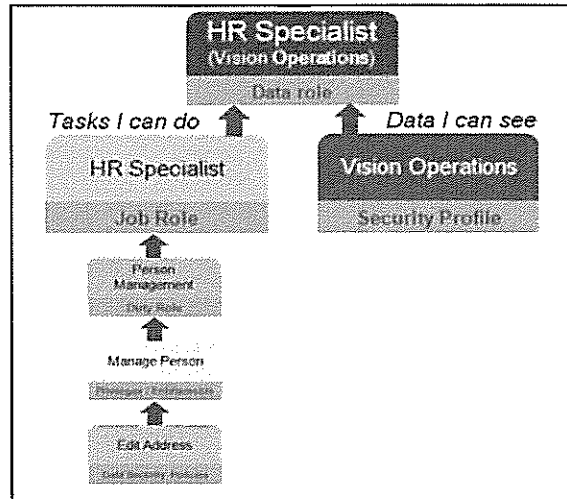 HR Specialist
(Vision Operations)
Data role
Tasks I can do
Data I can see
HR Specialist
Job Role
Vision Operations
Security Profile
Person
Management
Duty Role
Manage Person
Edit Address